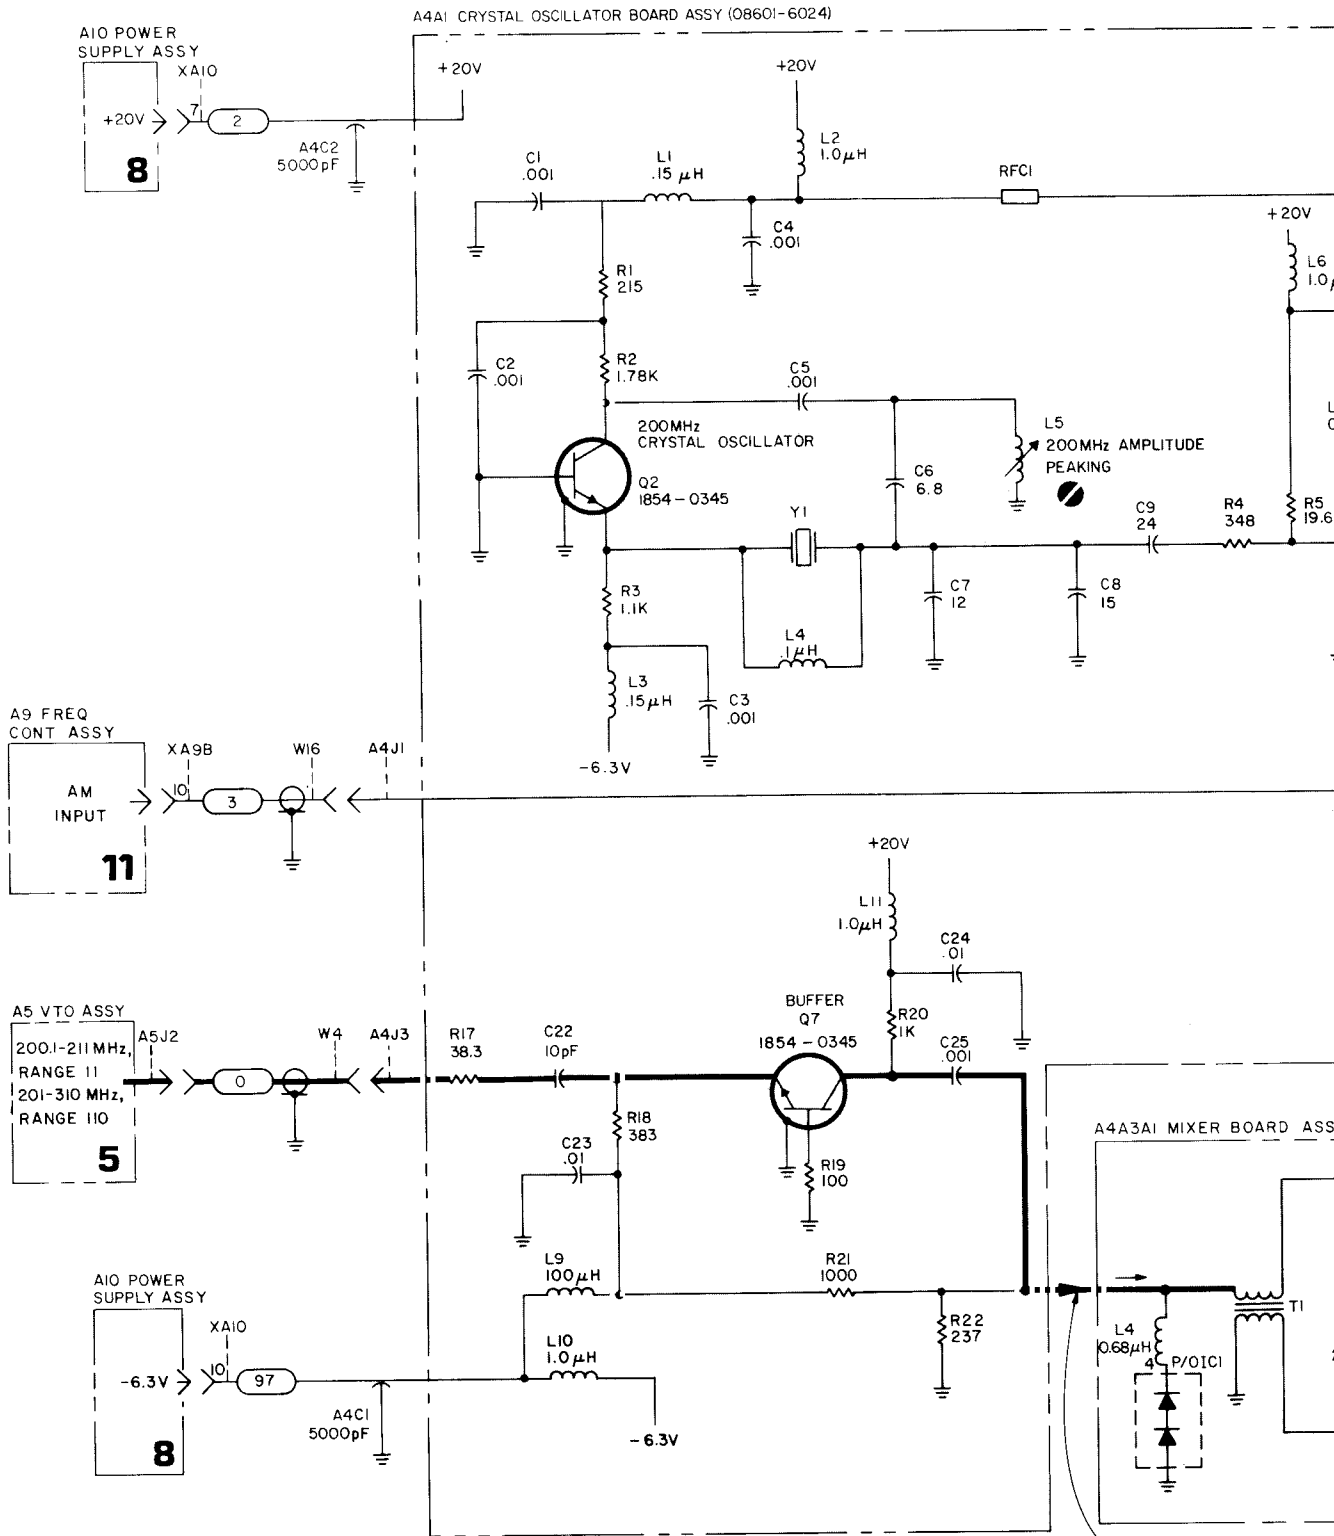 A4A1 CRYSTAL OSCILLATOR BOARD ASSY (08601-6024)
A10 POWER
SUPPLY ASSY
XA10
+20V
7
2
8
A4C2
5000pF
+20V
+20V
C1
.001
L1
.15 μH
L2
1.0μH
RFC1
C4
.001
+20V
L6
R1
215
C2
.001
R2
1.78K
C5
.001
200MHz
CRYSTAL OSCILLATOR
Q2
1854-0345
L5
200MHz AMPLITUDE
PEAKING
C6
6.8
Y1
C9
24
R4
348
R5
19.6
R3
1.1K
L4
.1μH
C7
12
C8
15
L3
.15μH
C3
.001
-6.3V
A9 FREQ
CONT ASSY
XA9B
W16
A4J1
AM
INPUT
10
3
11
+20V
L11
1.0μH
C24
.01
A5 VTO ASSY
200.1-211 MHz,
RANGE 11
201-310 MHz,
RANGE 110
5
A5J2
0
W4
A4J3
R17
38.3
C22
10pF
BUFFER
Q7
1854-0345
R20
1K
C25
.001
R18
383
C23
.01
R19
100
A4A3A1 MIXER BOARD ASS
L9
100μH
R21
1000
R22
237
T1
L4
0.68μH
4
P/OIC1
A10 POWER
SUPPLY ASSY
XA10
-6.3V
10
97
8
A4C1
5000pF
L10
1.0μH
-6.3V